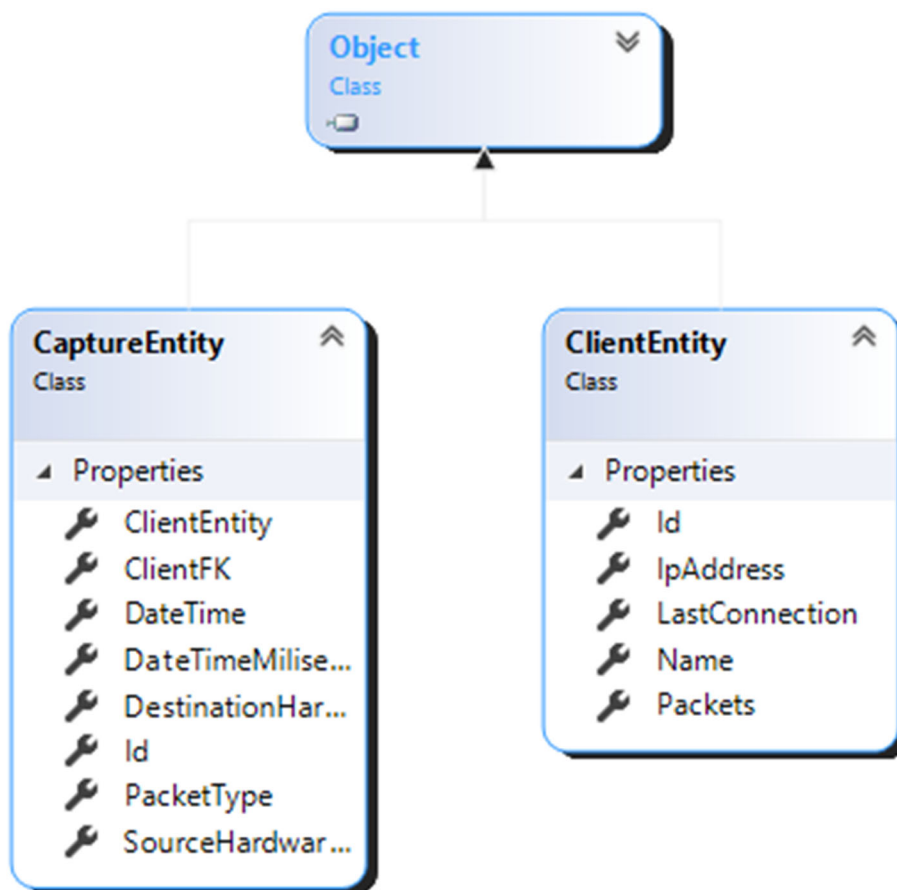 Object
Class
CaptureEntity
Class
Properties
ClientEntity
ClientFK
DateTime
DateTimeMilise...
DestinationHar...
Id
PacketType
SourceHardwar...
ClientEntity
Class
Properties
Id
IpAddress
LastConnection
Name
Packets